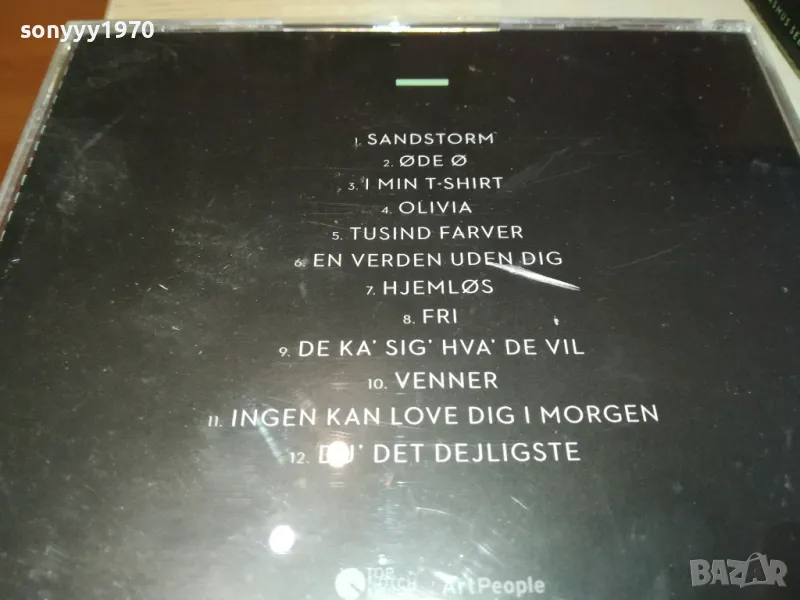 sonyyy1970
1. SANDSTORM
2. ØDE Ø
3. I MIN T-SHIRT
4. OLIVIA
5. TUSIND FARVER
6. EN VERDEN UDEN DIG
7. HJEMLØS
8. FRI
9. DE KA' SIG' HVA' DE VIL
10. VENNER
11. INGEN KAN LOVE DIG I MORGEN
12. DET DEJLIGSTE
TOP
ArtPeople
BAZAR